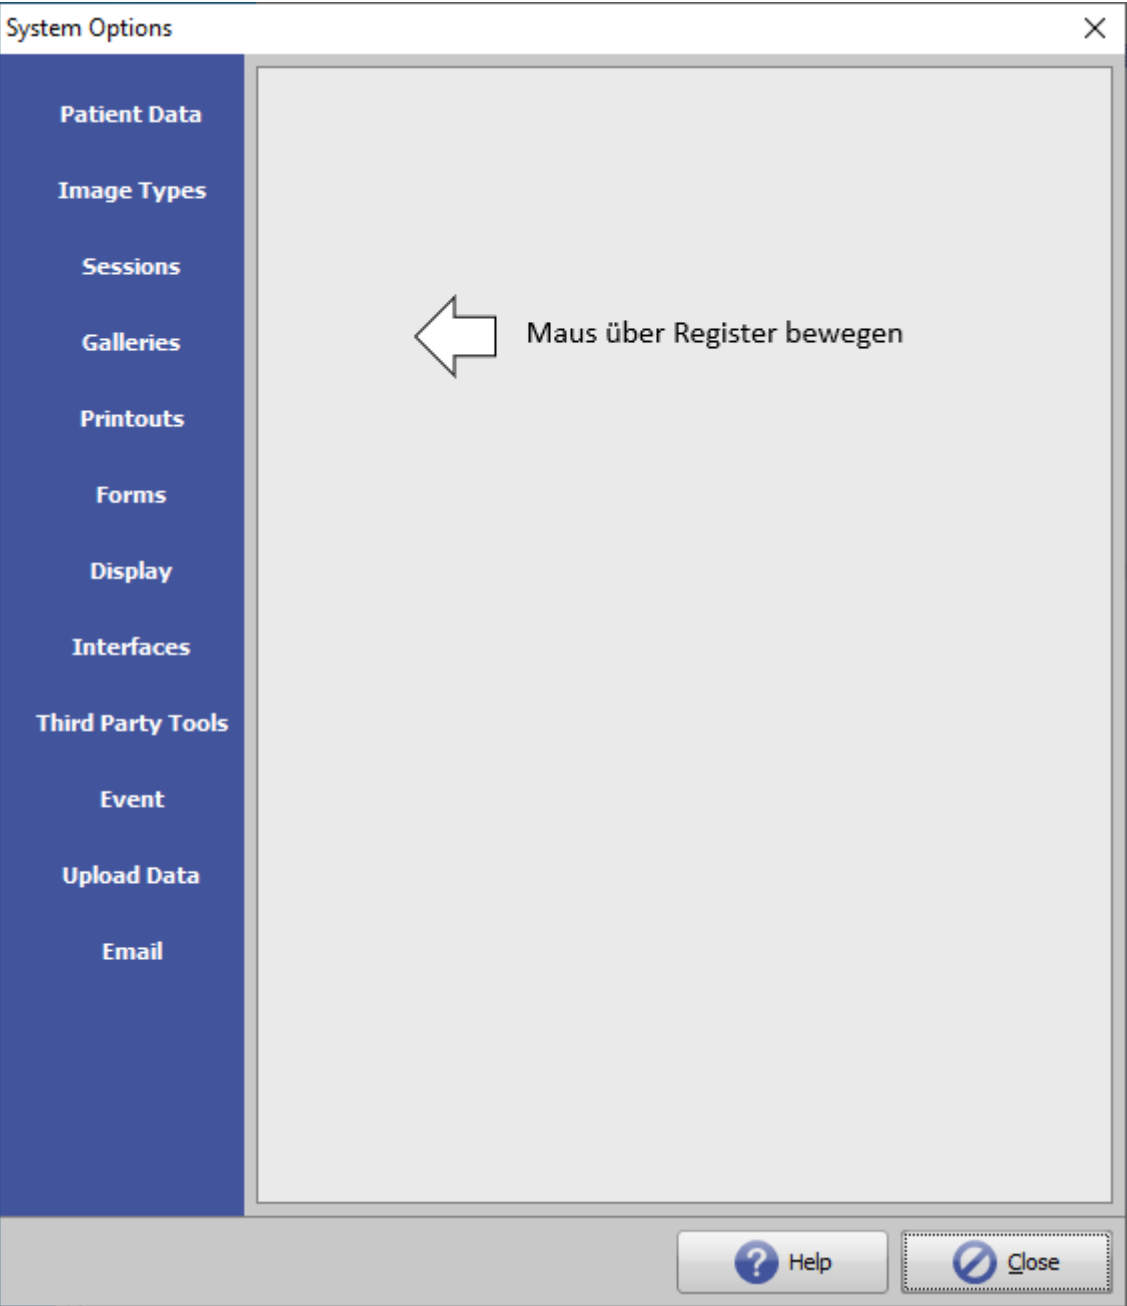 System Options
Patient Data
Image Types
Sessions
Galleries
Maus über Register bewegen
Printouts
Forms
Display
Interfaces
Third Party Tools
Event
Upload Data
Email
Help
Close